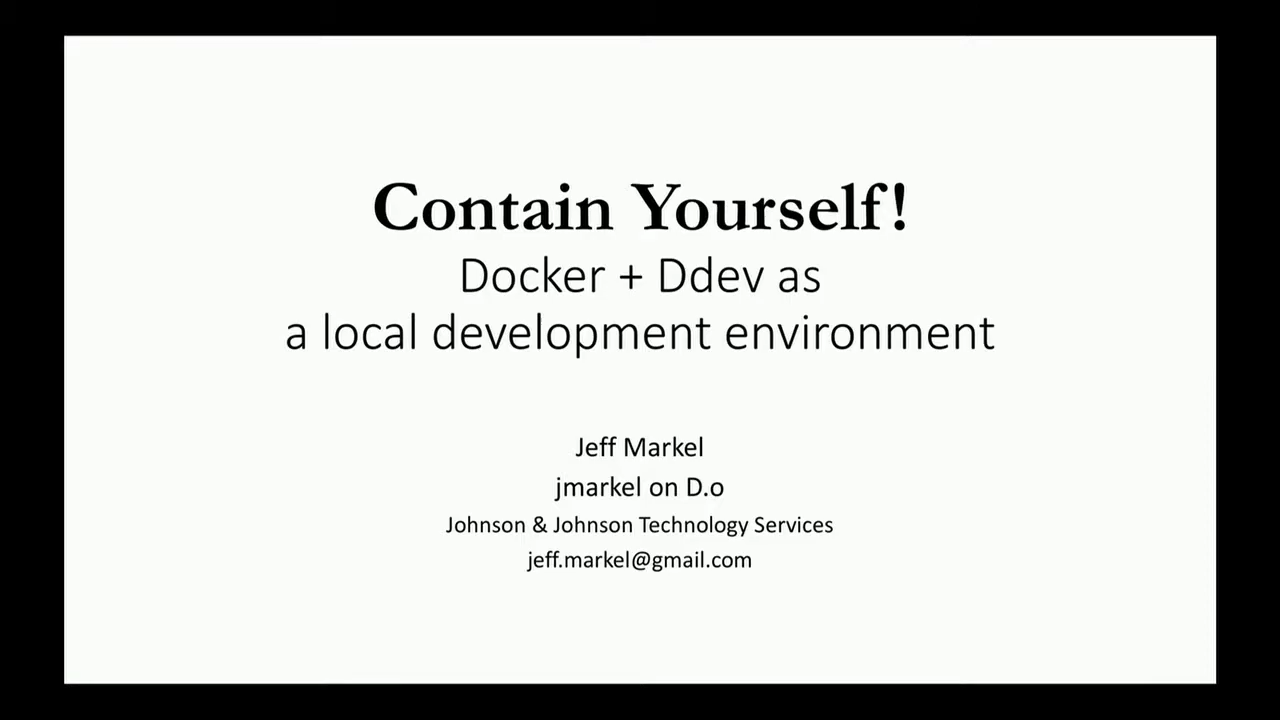 Contain Yourself!
Docker + Ddev as
a local development environment
Jeff Markel
jmarkel on D.o
Johnson & Johnson Technology Services
jeff.markel@gmail.com